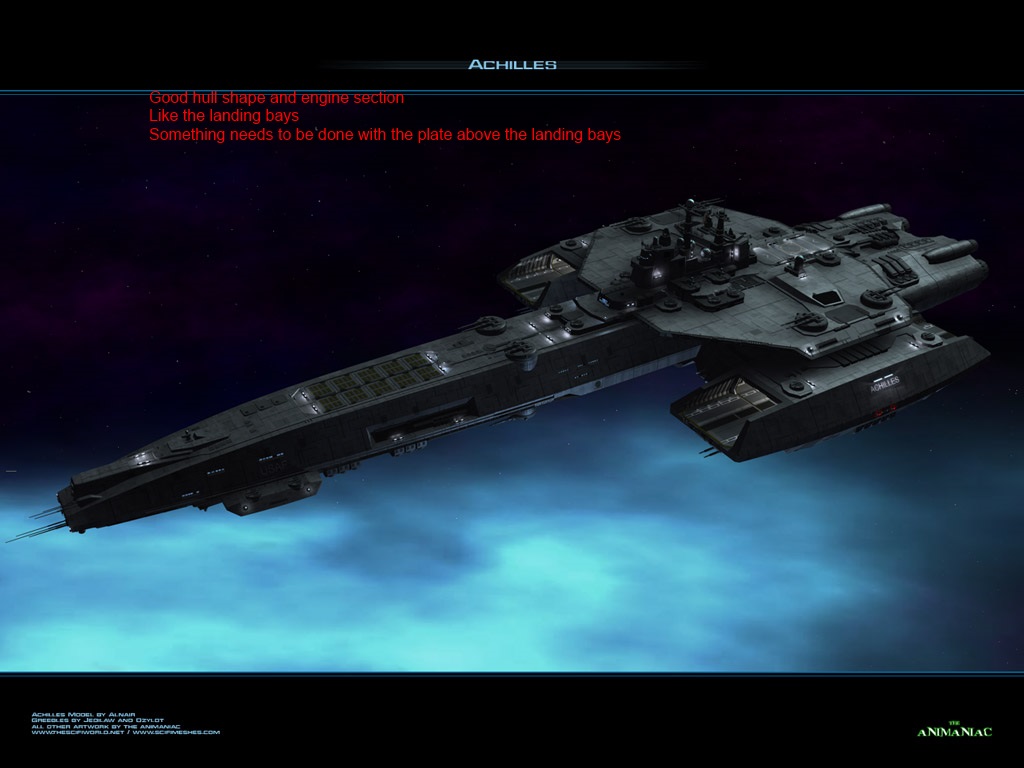 ACHILLES
Good hull shape and engine section
Like the landing bays
Something needs to be done with the plate above the landing bays
ACHILLES
ACHILLES MODEL BY ALNAIR
GREEBLES BY JEDILAW AND OZYLOT
ALL OTHER ARTWORK BY THE ANIMANIAC
WWW.THESCIFIWORLD.NET / WWW.SCIFIMESHES.COM
THE
ANIMANIAC